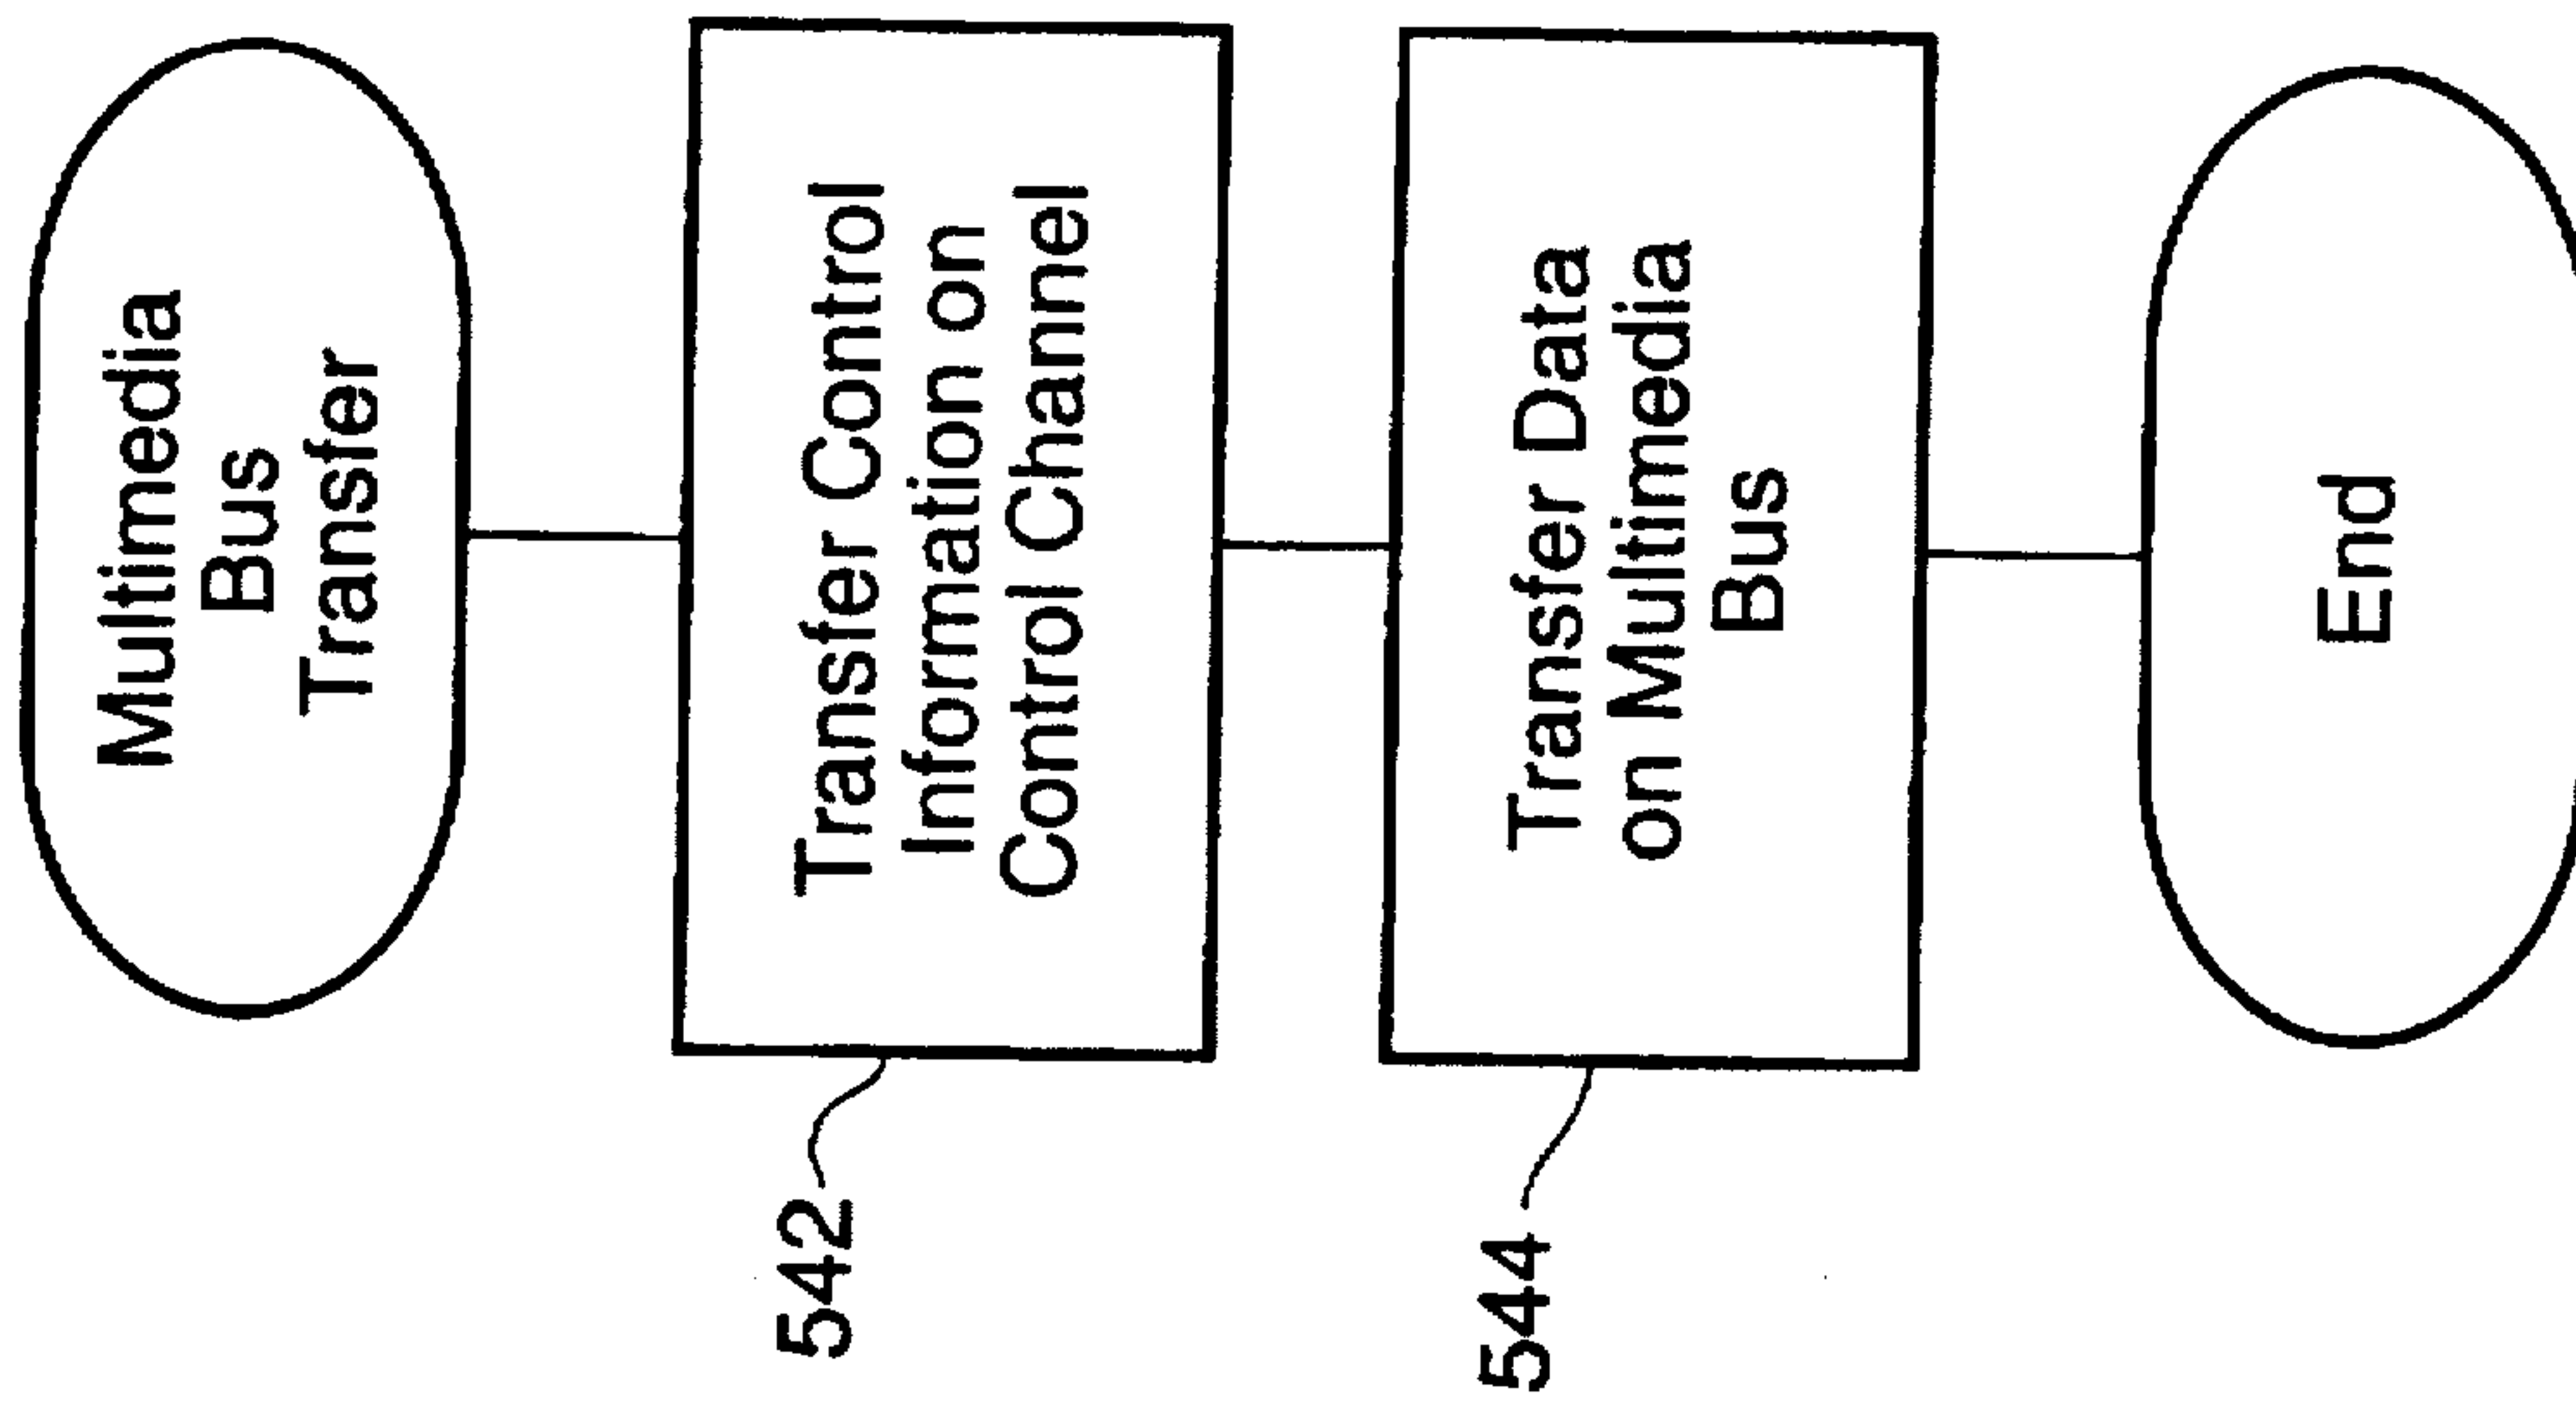 Multimedia
Bus
Transfer
542
Transfer Control
Information on
Control Channel
544
Transfer Data
on Multimedia
Bus
End